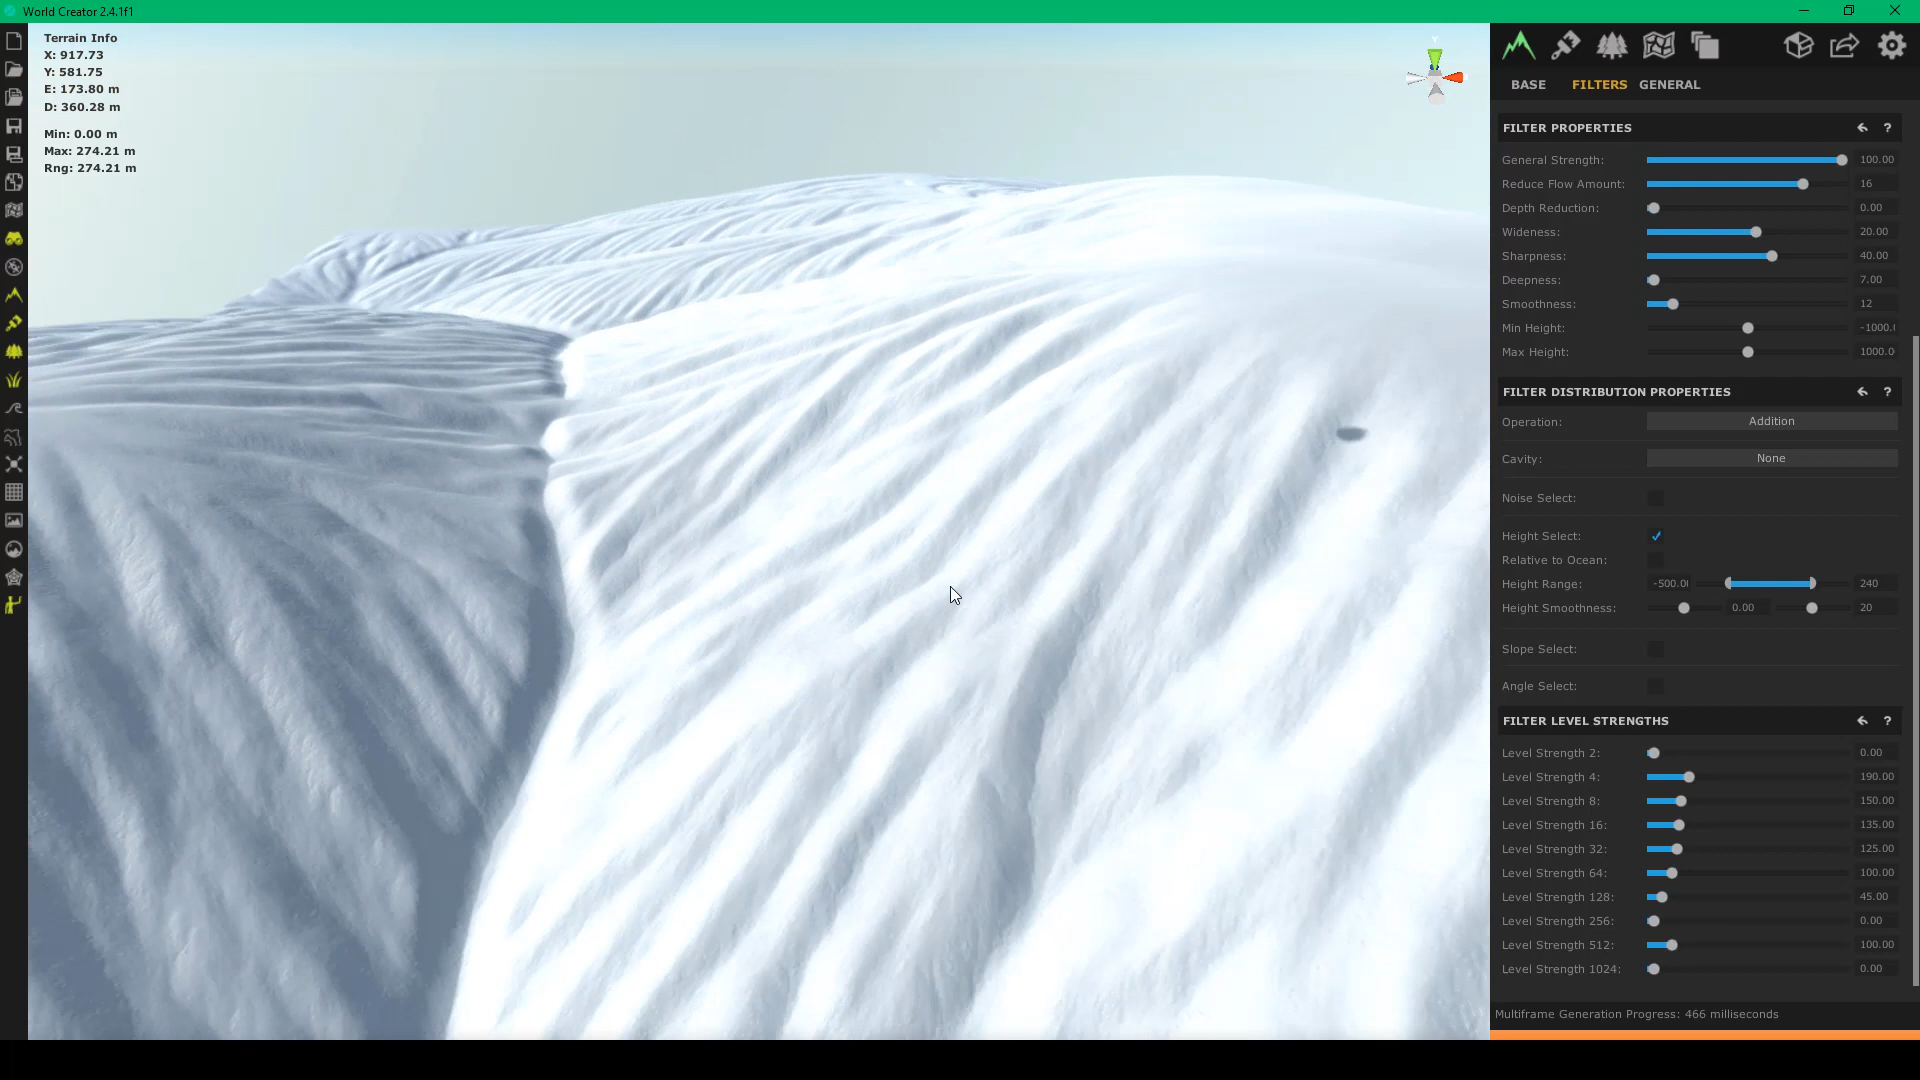 World Creator 2.4.1f1
Terrain Info
X: 917.73
Y: 581.75
E: 173.80 m
D: 360.28 m
Min: 0.00 m
Max: 274.21 m
Rng: 274.21 m
BASE FILTERS GENERAL
FILTER PROPERTIES ?
General Strength: 100.00
Reduce Flow Amount: 16
Depth Reduction: 0.00
Wideness: 20.00
Sharpness: 40.00
Deepness: 7.00
Smoothness: 12
Min Height: -1000.(
Max Height: 1000.0
FILTER DISTRIBUTION PROPERTIES ?
Operation: Addition
Cavity: None
Noise Select:
Height Select:
Relative to Ocean:
Height Range: -500.0( 240
Height Smoothness: 0.00 20
Slope Select:
Angle Select:
FILTER LEVEL STRENGTHS ?
Level Strength 2: 0.00
Level Strength 4: 190.00
Level Strength 8: 150.00
Level Strength 16: 135.00
Level Strength 32: 125.00
Level Strength 64: 100.00
Level Strength 128: 45.00
Level Strength 256: 0.00
Level Strength 512: 100.00
Level Strength 1024: 0.00
Multiframe Generation Progress: 466 milliseconds